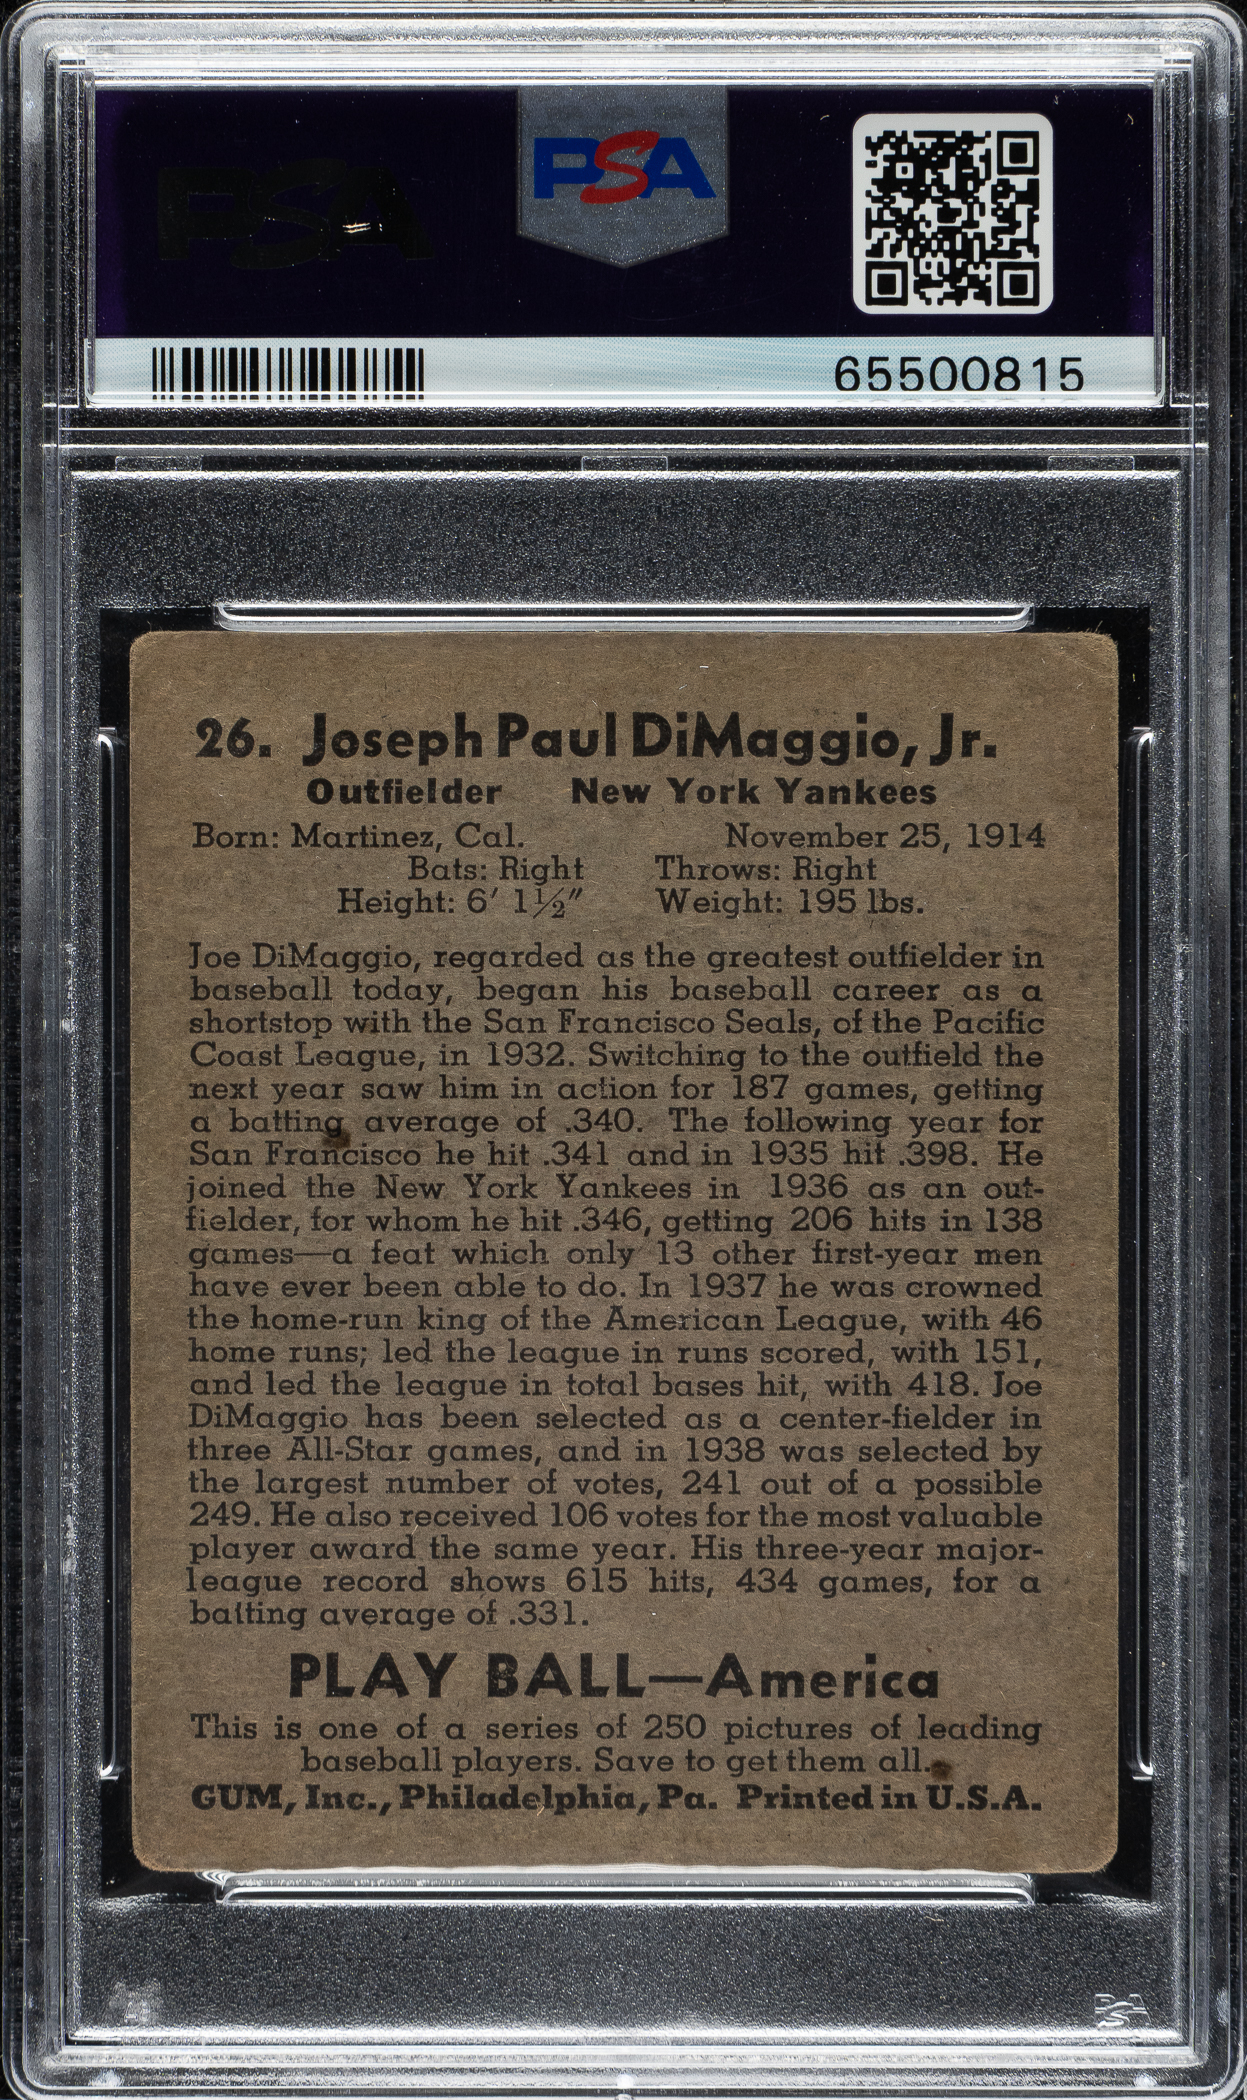 PSA
PSA
65500815
26. Joseph Paul DiMaggio, Jr.
Outfielder New York Yankees
Born: Martinez, Cal. November 25, 1914
Bats: Right Throws: Right
Height: 6′ 1½″ Weight: 195 lbs.
Joe DiMaggio, regarded as the greatest outfielder in
baseball today, began his baseball career as a
shortstop with the San Francisco Seals, of the Pacific
Coast League, in 1932. Switching to the outfield the
next year saw him in action for 187 games, getting
a batting average of .340. The following year for
San Francisco he hit .341 and in 1935 hit .398. He
joined the New York Yankees in 1936 as an out-
fielder, for whom he hit .346, getting 206 hits in 138
games—a feat which only 13 other first-year men
have ever been able to do. In 1937 he was crowned
the home-run king of the American League, with 46
home runs; led the league in runs scored, with 151,
and led the league in total bases hit, with 418. Joe
DiMaggio has been selected as a center-fielder in
three All-Star games, and in 1938 was selected by
the largest number of votes, 241 out of a possible
249. He also received 106 votes for the most valuable
player award the same year. His three-year major-
league record shows 615 hits, 434 games, for a
batting average of .331.
PLAY BALL—America
This is one of a series of 250 pictures of leading
baseball players. Save to get them all.
GUM, Inc., Philadelphia, Pa. Printed in U.S.A.
PSA